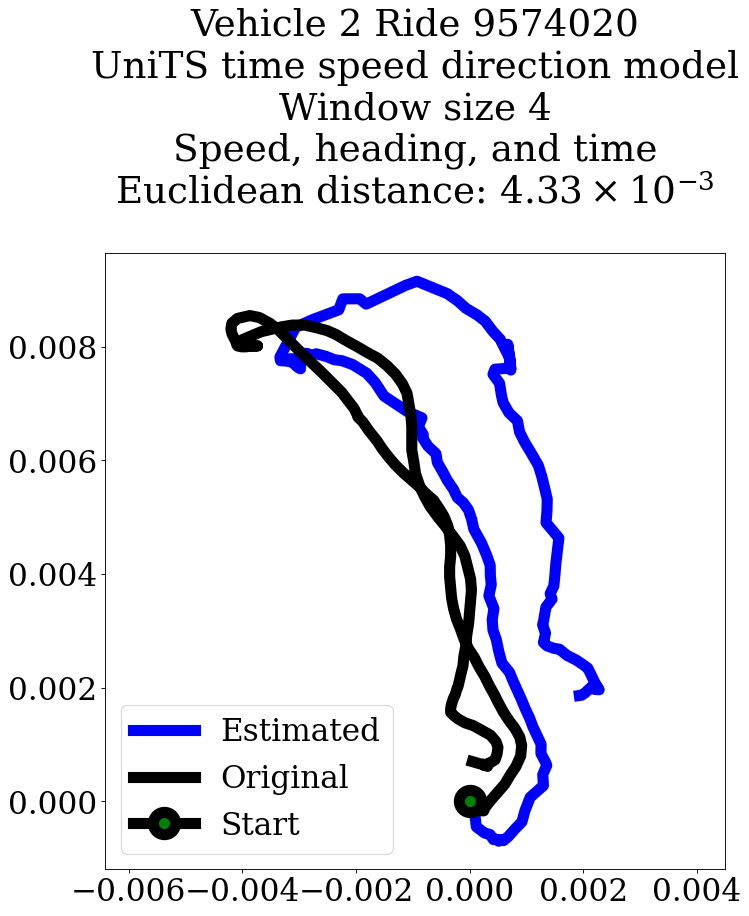 Vehicle 2 Ride 9574020
UniTS time speed direction model
Window size 4
Speed, heading, and time
Euclidean distance: 4.33 × 10⁻³
0.008
0.006
0.004
0.002
0.000
Estimated
Original
Start
−0.006 −0.004 −0.002 0.000 0.002 0.004